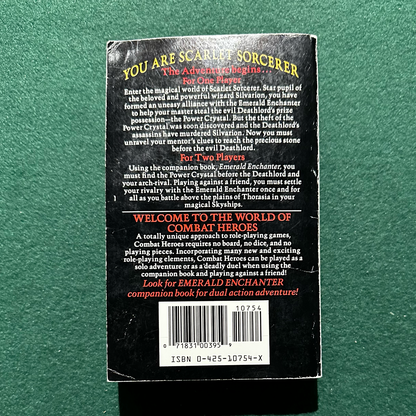 YOU ARE SCARLET SORCERER
The Adventure Begins...
For One Player
Enter the magical world of Scarlet Sorcerer. Star pupil of
the beloved and powerful wizard Silvarion, you have
formed an uneasy alliance with the Emerald Enchanter
to help your master steal the evil Deathlord's prize
possession—the Power Crystal. But the theft of the
Power Crystal was soon discovered and the Deathlord's
assassins have murdered Silvarion. Now you must
unravel your mentor's clues to reach the precious stone
before the evil Deathlord.
For Two Players
Using the companion book, Emerald Enchanter, you
must find the Power Crystal before the Deathlord and
your arch-rival. Playing against a friend, you must settle
your rivalry with the Emerald Enchanter once and for
all as you battle above the plains of Thorasia in your
magical Skyships.
WELCOME TO THE WORLD OF
COMBAT HEROES
A totally unique approach to role-playing games,
Combat Heroes requires no board, no dice, and no
playing pieces. Incorporating many new and exciting
role-playing elements, Combat Heroes can be played as a
solo adventure or as a deadly duel when using the
companion book and playing against a friend!
Look for EMERALD ENCHANTER
companion book for dual action adventure!
10754
0 71831 00395 9
ISBN 0-425-10754-X